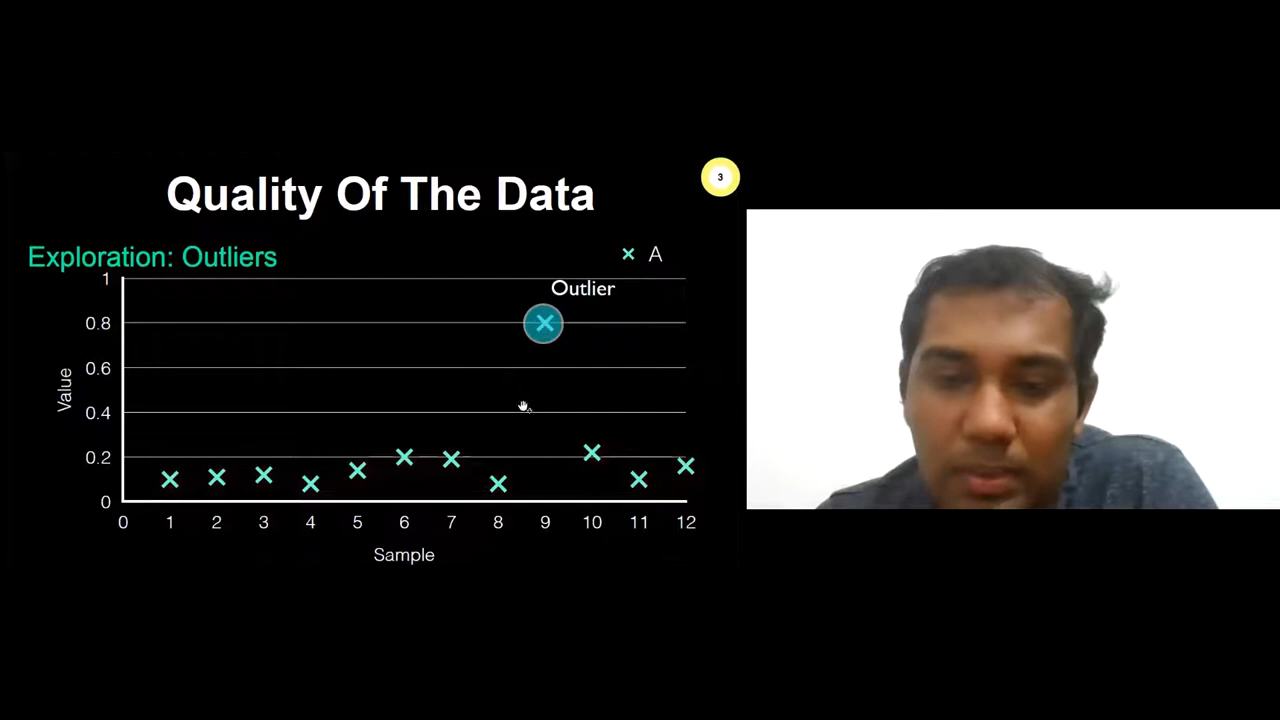 Quality Of The Data
3
Exploration: Outliers
× A
Outlier
1
0.8
0.6
0.4
0.2
0
Value
0 1 2 3 4 5 6 7 8 9 10 11 12
Sample